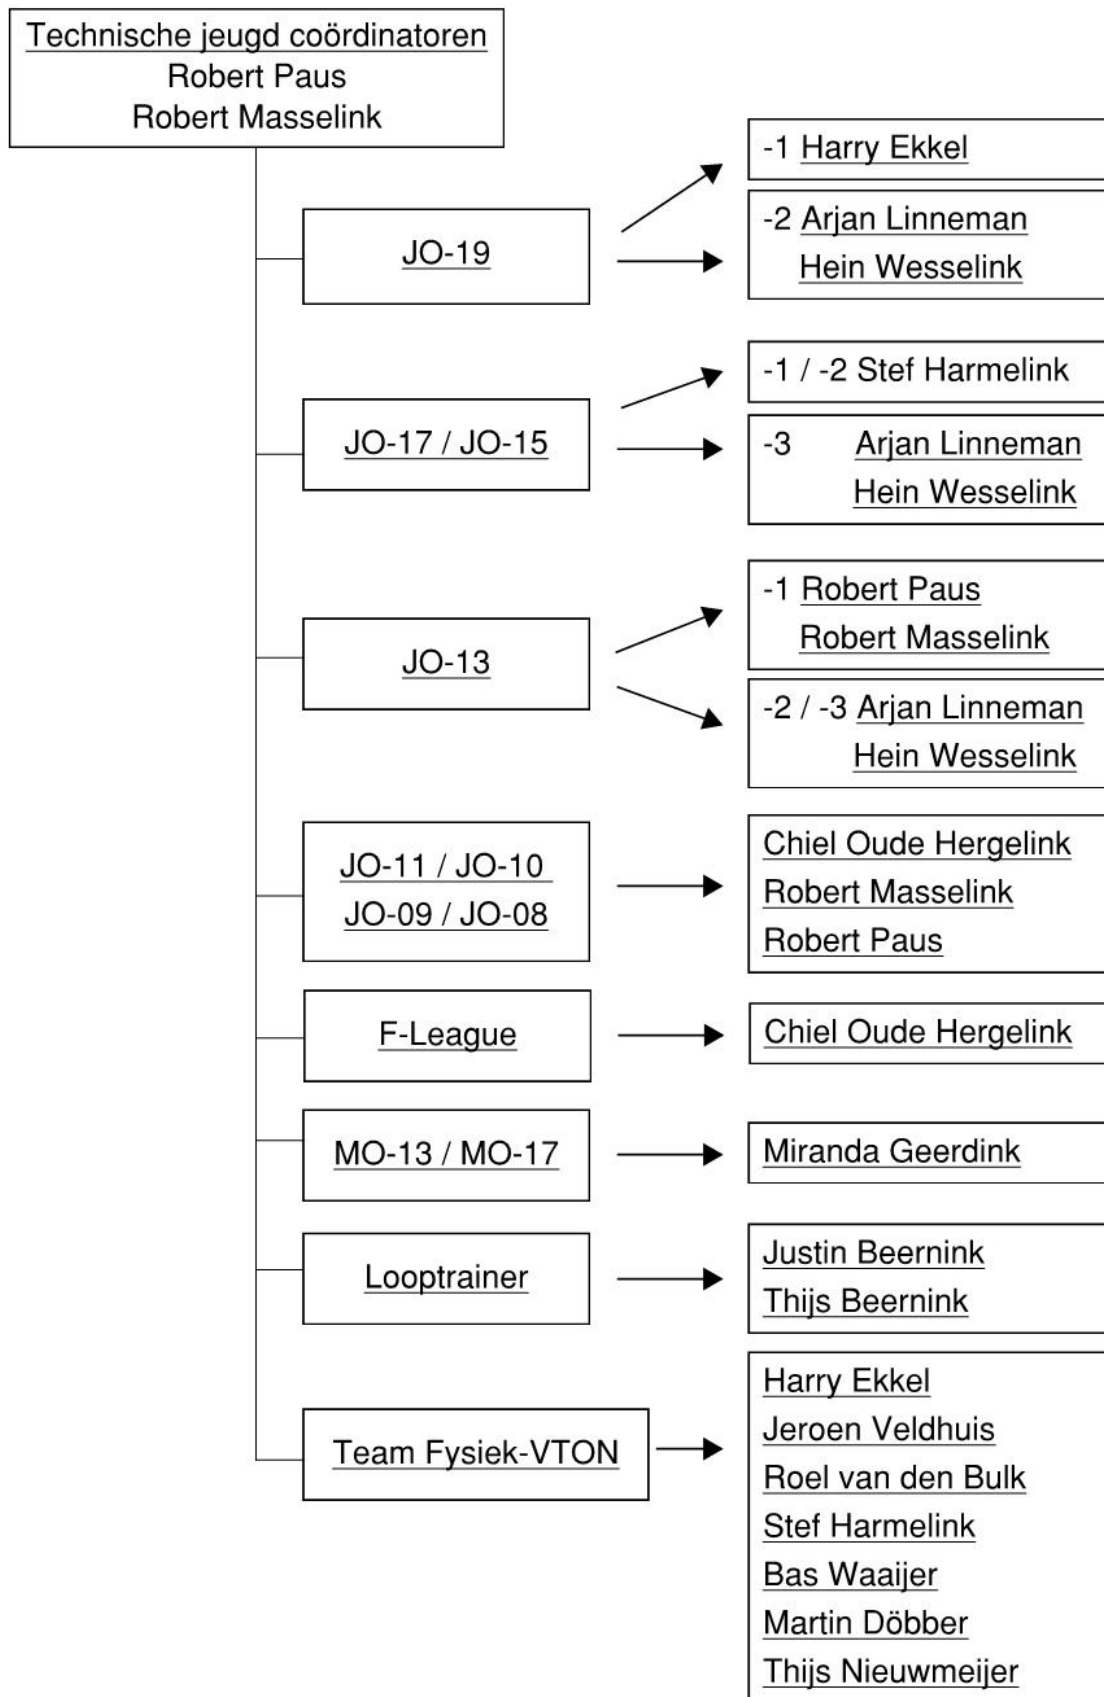 Technische jeugd coördinatoren
Robert Paus
Robert Masselink
JO-19
-1 Harry Ekkel
-2 Arjan Linneman
Hein Wesselink
JO-17 / JO-15
-1 / -2 Stef Harmelink
-3 Arjan Linneman
Hein Wesselink
JO-13
-1 Robert Paus
Robert Masselink
-2 / -3 Arjan Linneman
Hein Wesselink
JO-11 / JO-10
JO-09 / JO-08
Chiel Oude Hergelink
Robert Masselink
Robert Paus
F-League
Chiel Oude Hergelink
MO-13 / MO-17
Miranda Geerdink
Looptrainer
Justin Beernink
Thijs Beernink
Team Fysiek-VTON
Harry Ekkel
Jeroen Veldhuis
Roel van den Bulk
Stef Harmelink
Bas Waaijer
Martin Döbber
Thijs Nieuwmeijer